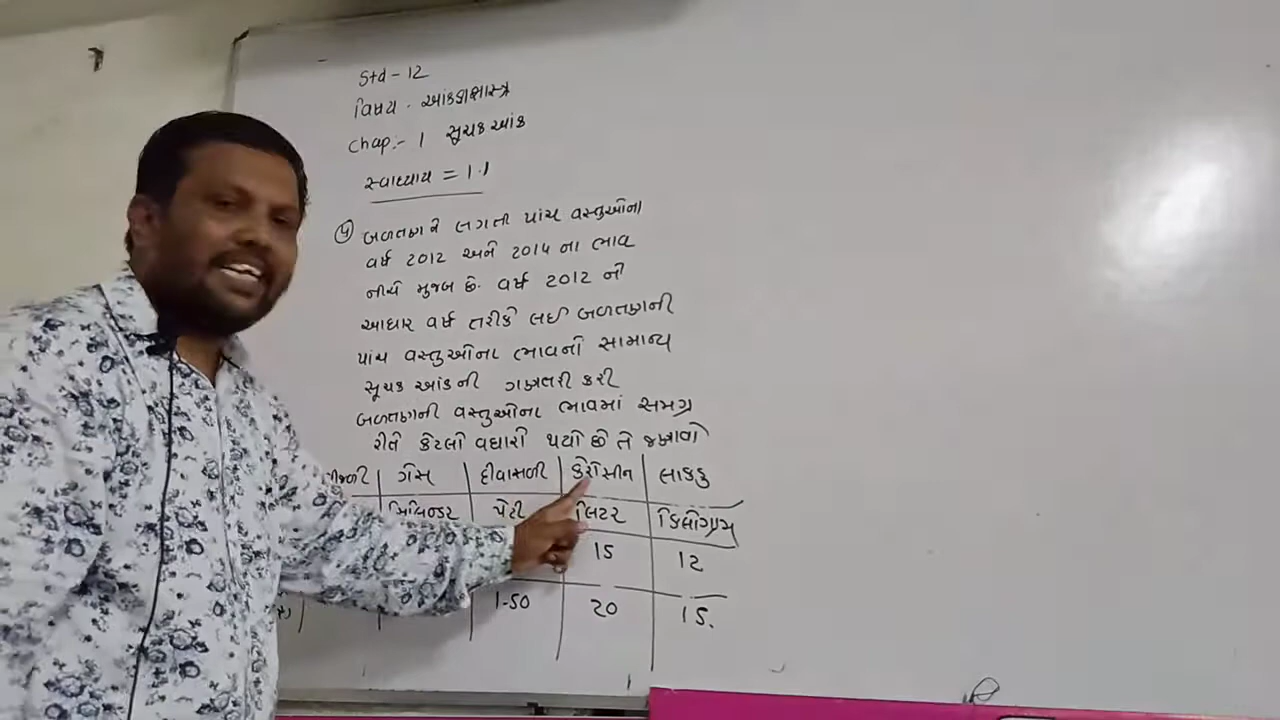 Std - 12
વિષય - આંકડાશાસ્ત્ર
Chap:- 1 સૂચક આંક
સ્વાધ્યાય = 1.1
૫ બળતણને લગતી પાંચ વસ્તુઓના
વર્ષ 2012 અને 2014 ના ભાવ
નીચે મુજબ છે. વર્ષ 2012 ને
આધાર વર્ષ તરીકે લઈ બળતણની
પાંચ વસ્તુઓના ભાવનો સામાન્ય
સૂચક આંકની ગણતરી કરી
બળતણની વસ્તુઓના ભાવમાં સમગ્ર
રીતે કેટલો વધારો થયો છે તે જણાવો
ગેસ દીવાસળી કેરોસીન લાકડુ
સિલિન્ડર પેટી લિટર કિલોગ્રામ
15 12
1-50 20 15.